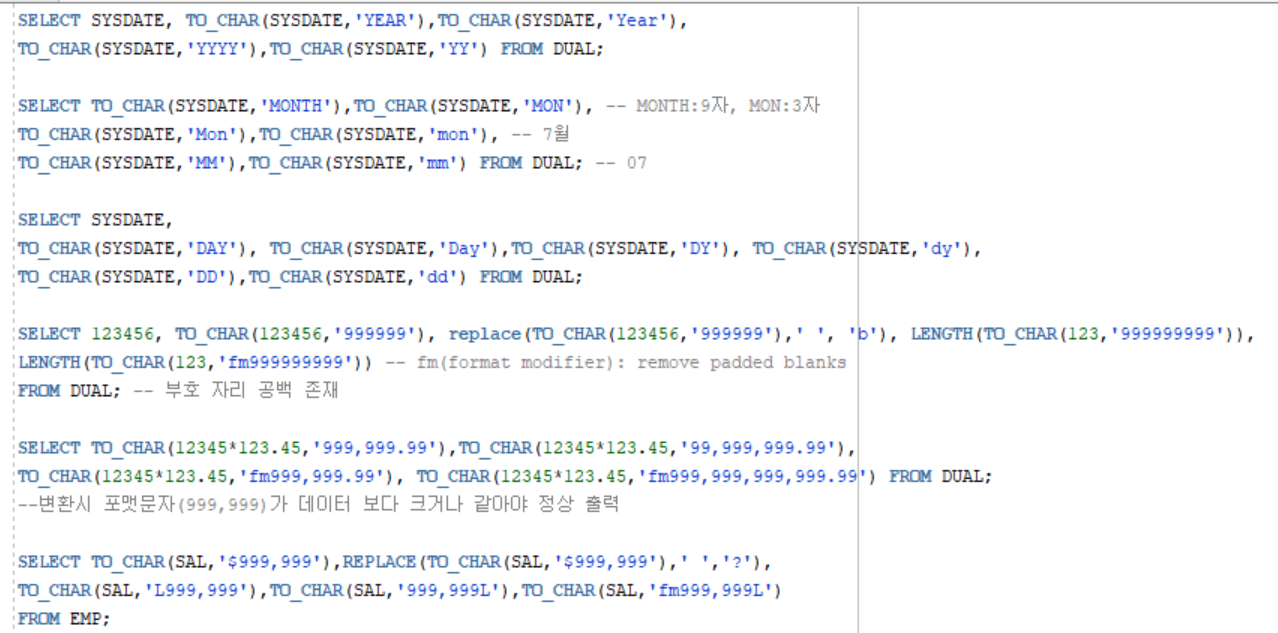 SELECT SYSDATE, TO_CHAR(SYSDATE,'YEAR'),TO_CHAR(SYSDATE,'Year'),
TO_CHAR(SYSDATE,'YYYY'),TO_CHAR(SYSDATE,'YY') FROM DUAL;
SELECT TO_CHAR(SYSDATE,'MONTH'),TO_CHAR(SYSDATE,'MON'), -- MONTH:9자, MON:3자
TO_CHAR(SYSDATE,'Mon'),TO_CHAR(SYSDATE,'mon'), -- 7월
TO_CHAR(SYSDATE,'MM'),TO_CHAR(SYSDATE,'mm') FROM DUAL; -- 07
SELECT SYSDATE,
TO_CHAR(SYSDATE,'DAY'), TO_CHAR(SYSDATE,'Day'),TO_CHAR(SYSDATE,'DY'), TO_CHAR(SYSDATE,'dy'),
TO_CHAR(SYSDATE,'DD'),TO_CHAR(SYSDATE,'dd') FROM DUAL;
SELECT 123456, TO_CHAR(123456,'999999'), replace(TO_CHAR(123456,'999999'),' ', 'b'), LENGTH(TO_CHAR(123,'999999999')),
LENGTH(TO_CHAR(123,'fm999999999')) -- fm(format modifier): remove padded blanks
FROM DUAL; -- 부호 자리 공백 존재
SELECT TO_CHAR(12345*123.45,'999,999.99'),TO_CHAR(12345*123.45,'99,999,999.99'),
TO_CHAR(12345*123.45,'fm999,999.99'), TO_CHAR(12345*123.45,'fm999,999,999,999.99') FROM DUAL;
--변환시 포맷문자(999,999)가 데이터 보다 크거나 같아야 정상 출력
SELECT TO_CHAR(SAL,'$999,999'),REPLACE(TO_CHAR(SAL,'$999,999'),' ','?'),
TO_CHAR(SAL,'L999,999'),TO_CHAR(SAL,'999,999L'),TO_CHAR(SAL,'fm999,999L')
FROM EMP;